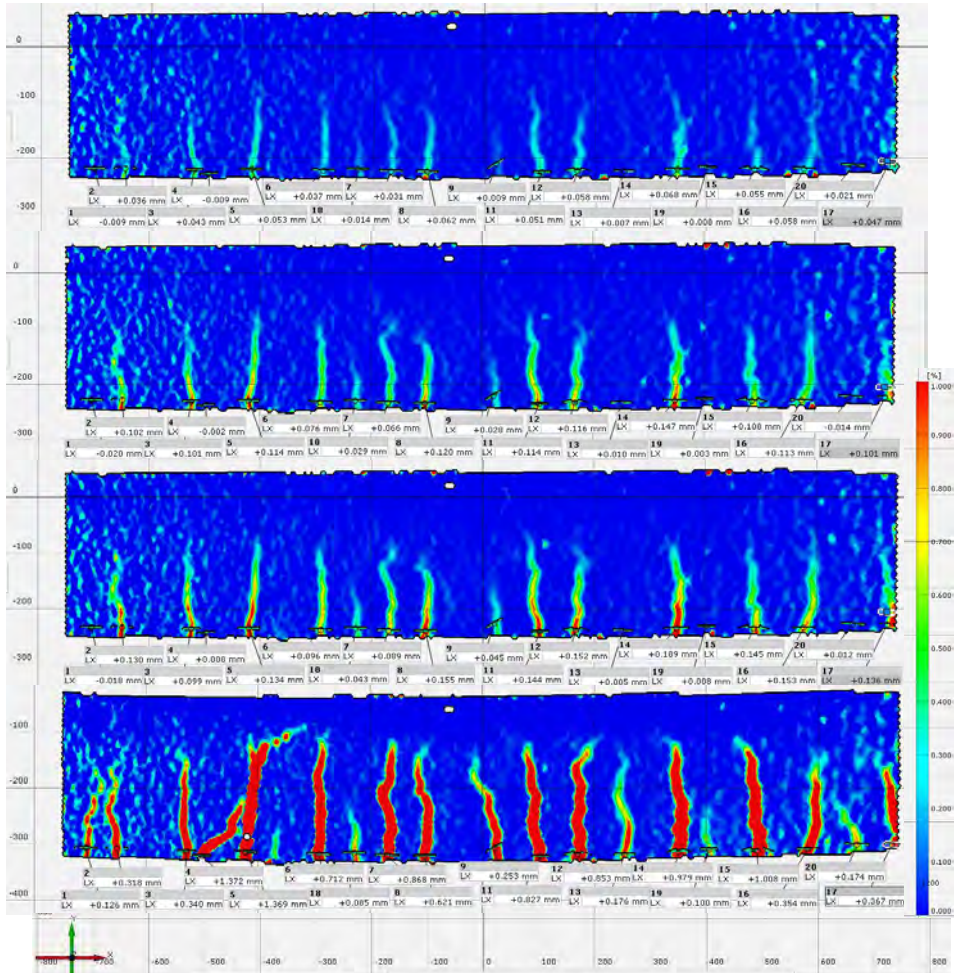 0
-100
-200
2 4 6 7 9 12 14 15 20
LX +0.036 mm LX -0.009 mm LX +0.037 mm LX +0.031 mm LX +0.009 mm LX +0.058 mm LX +0.068 mm LX +0.055 mm LX +0.021 mm
-300
1 3 5 18 8 11 13 19 16 17
LX -0.009 mm LX +0.043 mm LX +0.053 mm LX +0.014 mm LX +0.062 mm LX +0.051 mm LX +0.007 mm LX +0.008 mm LX +0.058 mm LX +0.047 mm
0
-100
-200
2 4 6 7 9 12 14 15 20
LX +0.102 mm LX -0.002 mm LX +0.076 mm LX +0.066 mm LX +0.020 mm LX +0.116 mm LX +0.147 mm LX +0.108 mm LX -0.014 mm
-300
1 3 5 18 8 11 13 19 16 17
LX -0.020 mm LX +0.101 mm LX +0.114 mm LX +0.029 mm LX +0.120 mm LX +0.114 mm LX +0.010 mm LX +0.003 mm LX +0.113 mm LX +0.101 mm
0
-100
-200
2 4 6 7 9 12 14 15 20
LX +0.130 mm LX +0.008 mm LX +0.096 mm LX +0.089 mm LX +0.045 mm LX +0.152 mm LX +0.189 mm LX +0.145 mm LX +0.012 mm
-300
1 3 5 18 8 11 13 19 16 17
LX -0.018 mm LX +0.099 mm LX +0.134 mm LX +0.043 mm LX +0.155 mm LX +0.144 mm LX +0.005 mm LX +0.008 mm LX +0.153 mm LX +0.136 mm
-100
-200
-300
2 4 6 7 9 12 14 15 20
LX +0.318 mm LX +1.372 mm LX +0.712 mm LX +0.868 mm LX +0.253 mm LX +0.853 mm LX +0.979 mm LX +1.008 mm LX +0.174 mm
-400
1 3 5 18 8 11 13 19 16 17
LX +0.126 mm LX +0.340 mm LX +1.369 mm LX +0.085 mm LX +0.621 mm LX +0.827 mm LX +0.176 mm LX +0.100 mm LX +0.354 mm LX +0.367 mm
Y
X
-800 -700 -600 -500 -400 -300 -200 -100 0 100 200 300 400 500 600 700 800
[%]
1.000
0.900
0.800
0.700
0.600
0.500
0.400
0.300
200
0.100
0.000